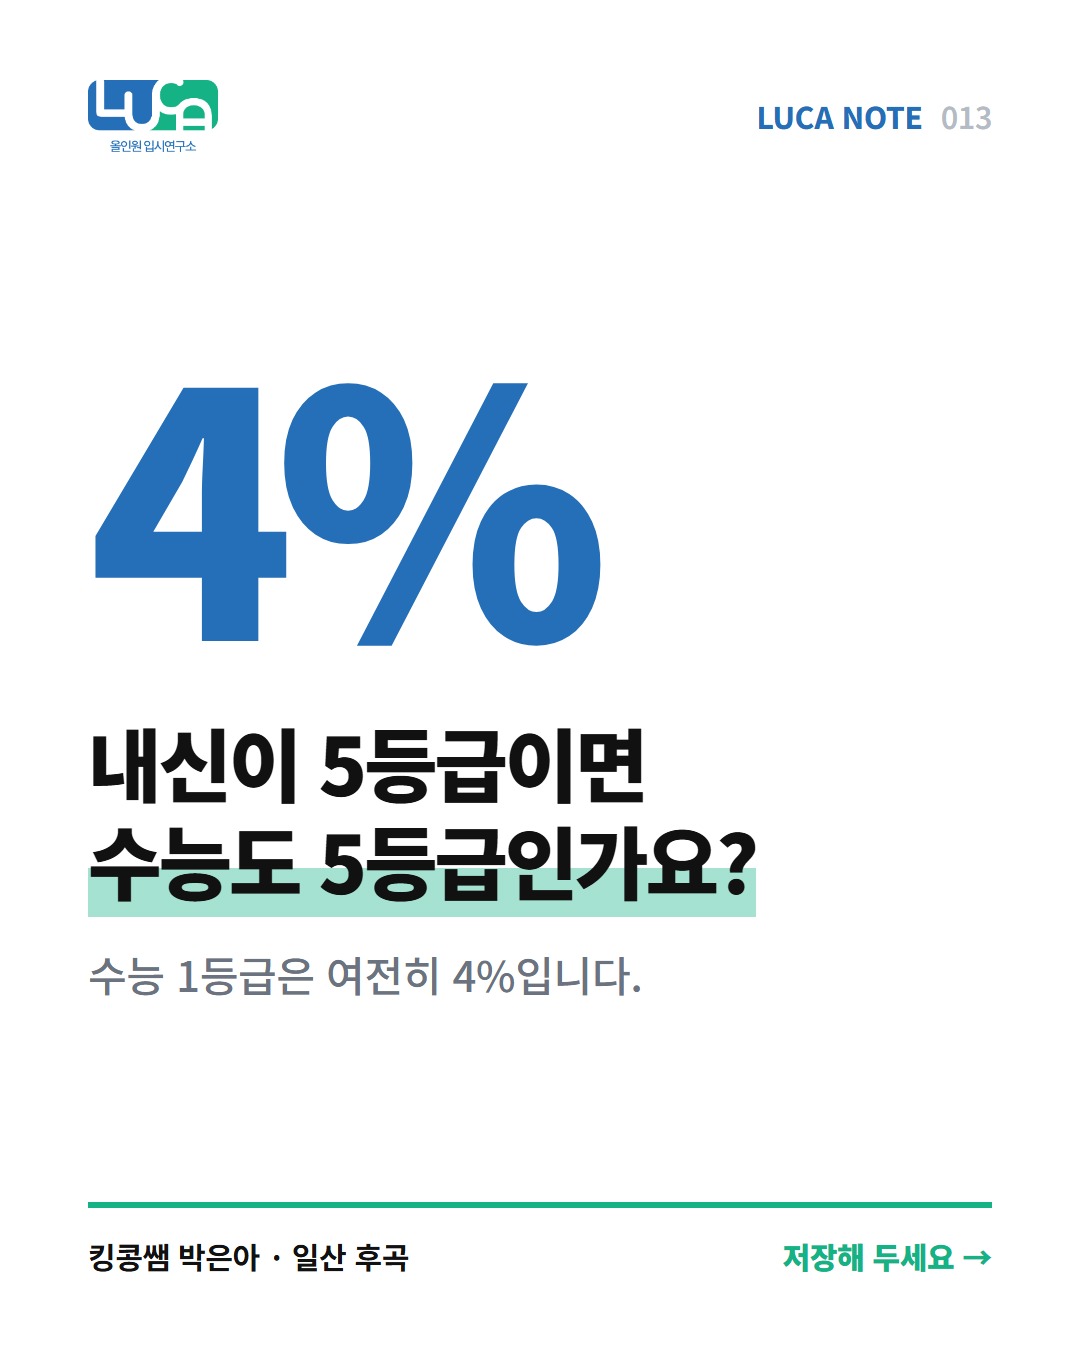 LUCA
올인원 입시연구소
LUCA NOTE 013
4%
내신이 5등급이면
수능도 5등급인가요?
수능 1등급은 여전히 4%입니다.
킹콩쌤 박은아 · 일산 후곡
저장해 두세요 →